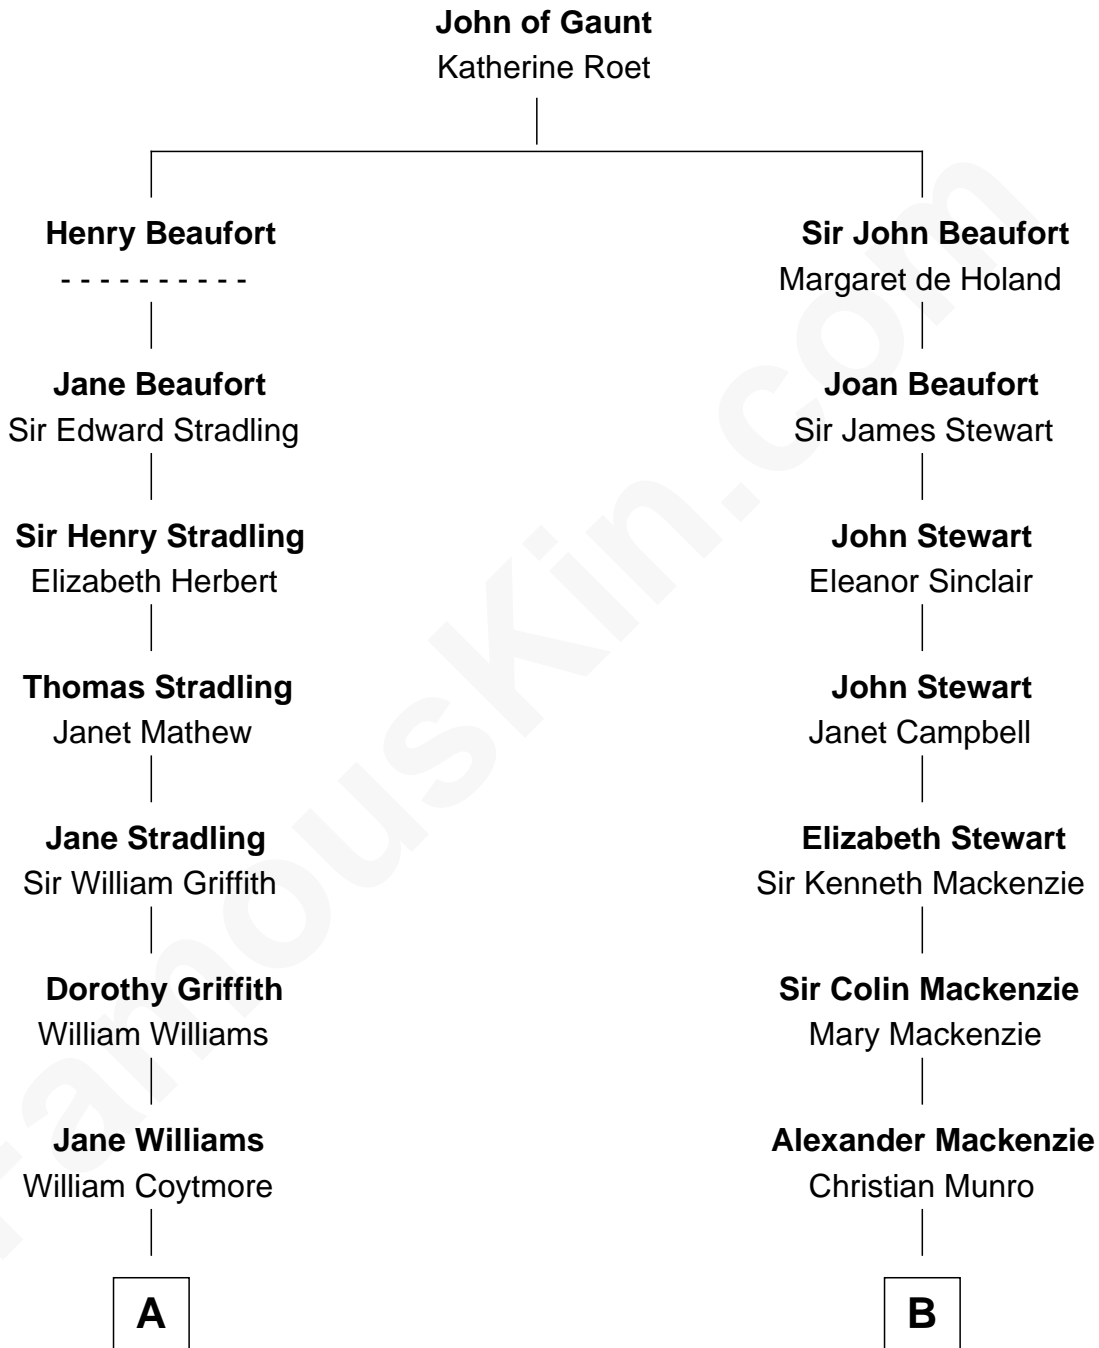 John of Gaunt
Katherine Roet
Henry Beaufort
- - - - - - - - - -
Jane Beaufort
Sir Edward Stradling
Sir Henry Stradling
Elizabeth Herbert
Thomas Stradling
Janet Mathew
Jane Stradling
Sir William Griffith
Dorothy Griffith
William Williams
Jane Williams
William Coytmore
A
Sir John Beaufort
Margaret de Holand
Joan Beaufort
Sir James Stewart
John Stewart
Eleanor Sinclair
John Stewart
Janet Campbell
Elizabeth Stewart
Sir Kenneth Mackenzie
Sir Colin Mackenzie
Mary Mackenzie
Alexander Mackenzie
Christian Munro
B
FamousKin.com